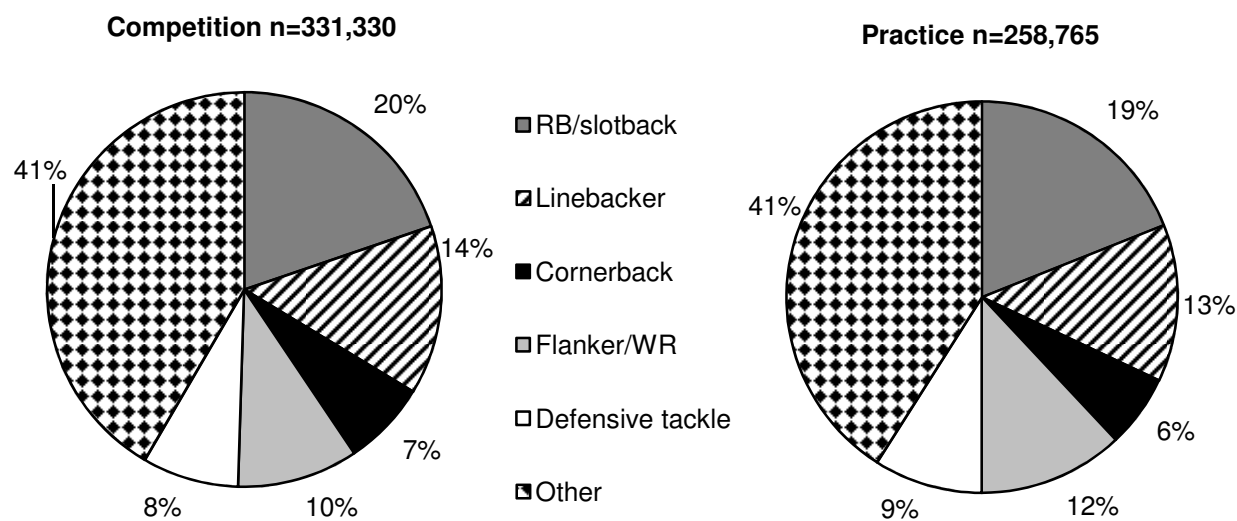 Competition n=331,330
20%
14%
7%
10%
8%
41%
RB/slotback
Linebacker
Cornerback
Flanker/WR
Defensive tackle
Other
Practice n=258,765
19%
13%
6%
12%
9%
41%